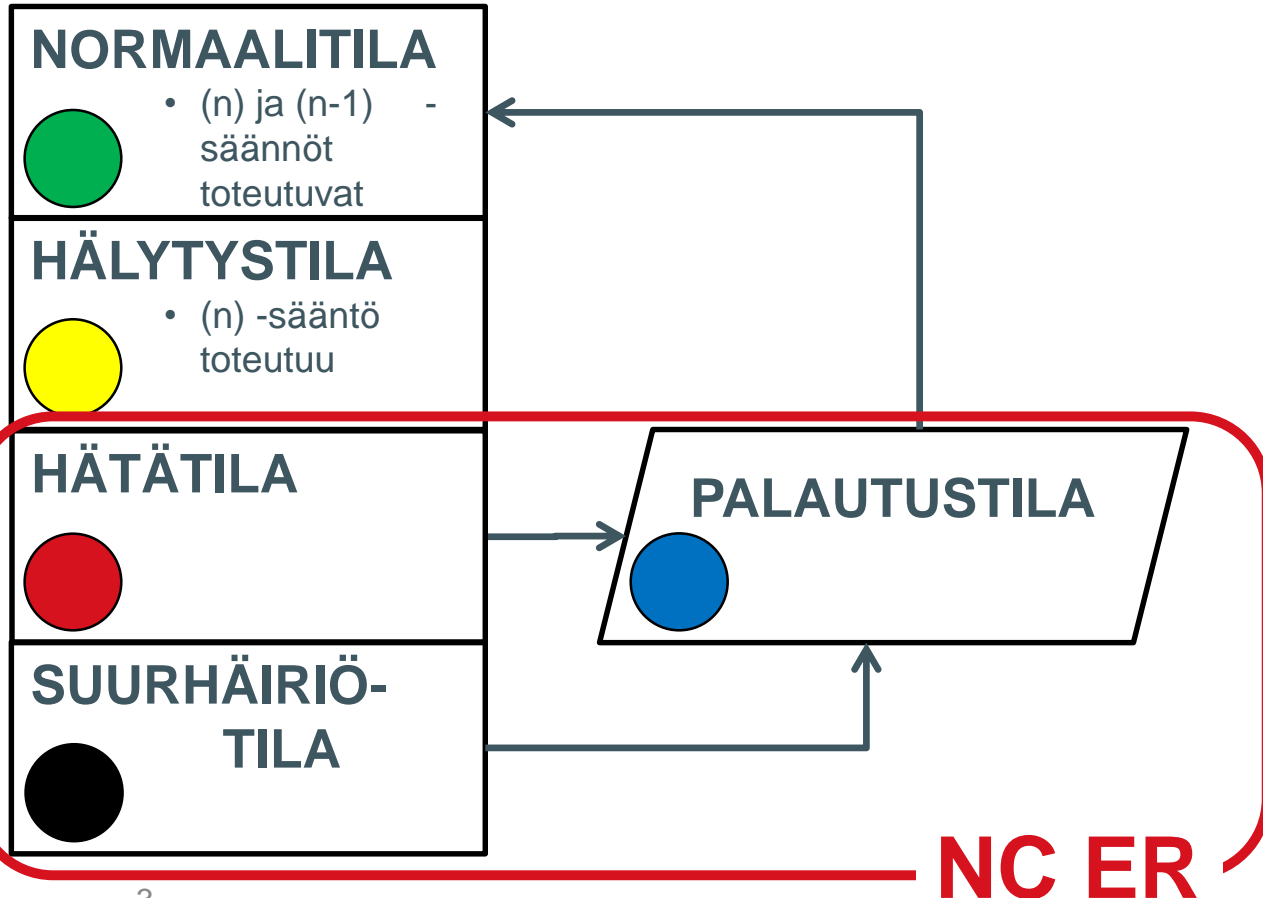 NORMAALITILA
• (n) ja (n-1) -
säännöt
toteutuvat
HÄLYTYSTILA
• (n) -sääntö
toteutuu
HÄTÄTILA
PALAUTUSTILA
SUURHÄIRIÖ-
TILA
NC ER